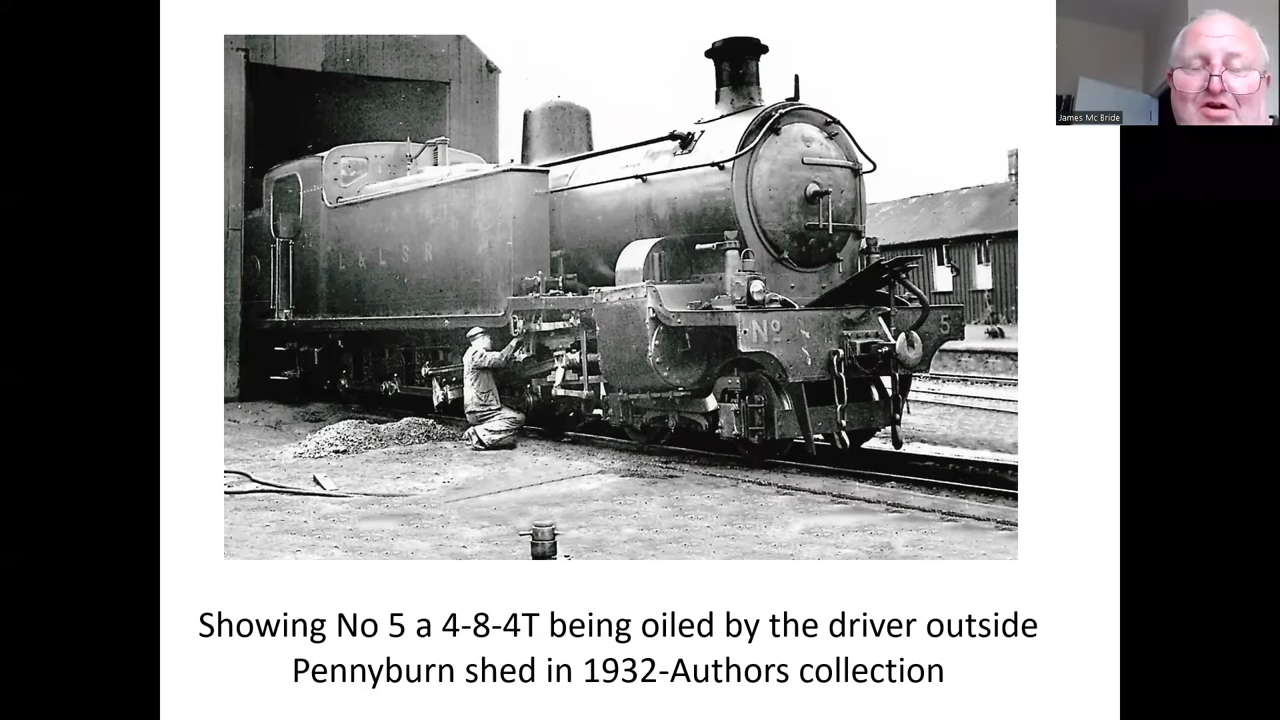 James Mc Bride
L&LSR
No 5
Showing No 5 a 4-8-4T being oiled by the driver outside
Pennyburn shed in 1932-Authors collection